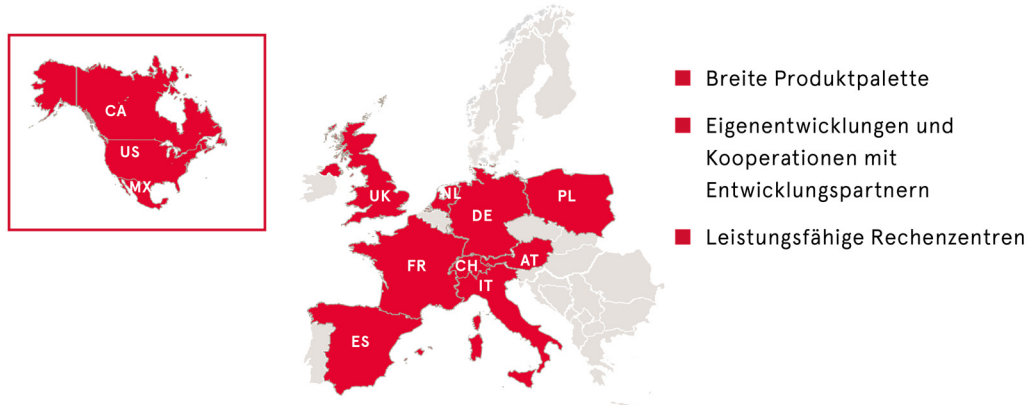 CA
US
MX
UK
NL
DE
PL
FR
CH
AT
IT
ES
Breite Produktpalette
Eigenentwicklungen und
Kooperationen mit
Entwicklungspartnern
Leistungsfähige Rechenzentren